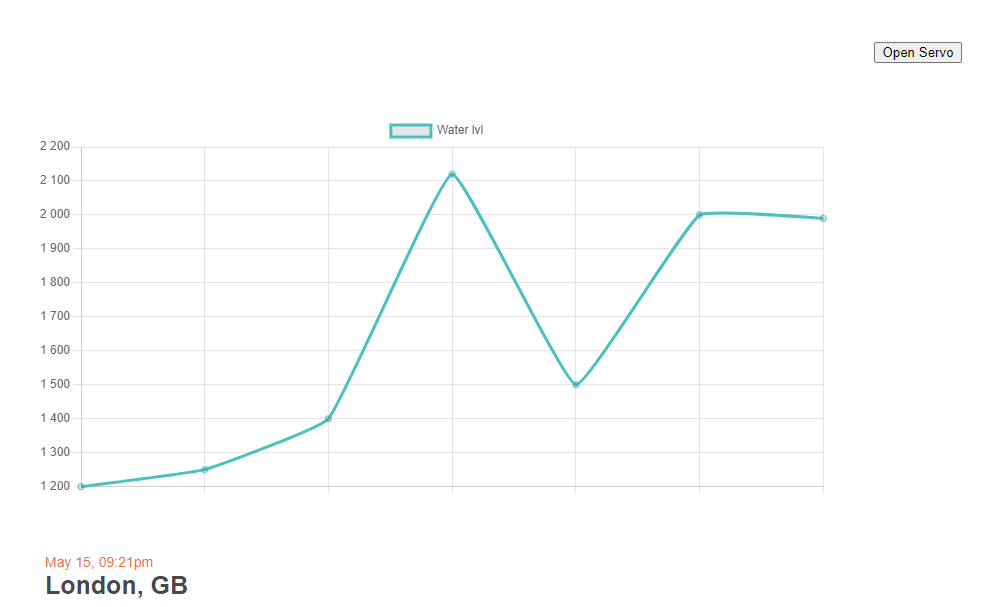 Open Servo
Water lvl
2 200
2 100
2 000
1 900
1 800
1 700
1 600
1 500
1 400
1 300
1 200
May 15, 09:21pm
London, GB